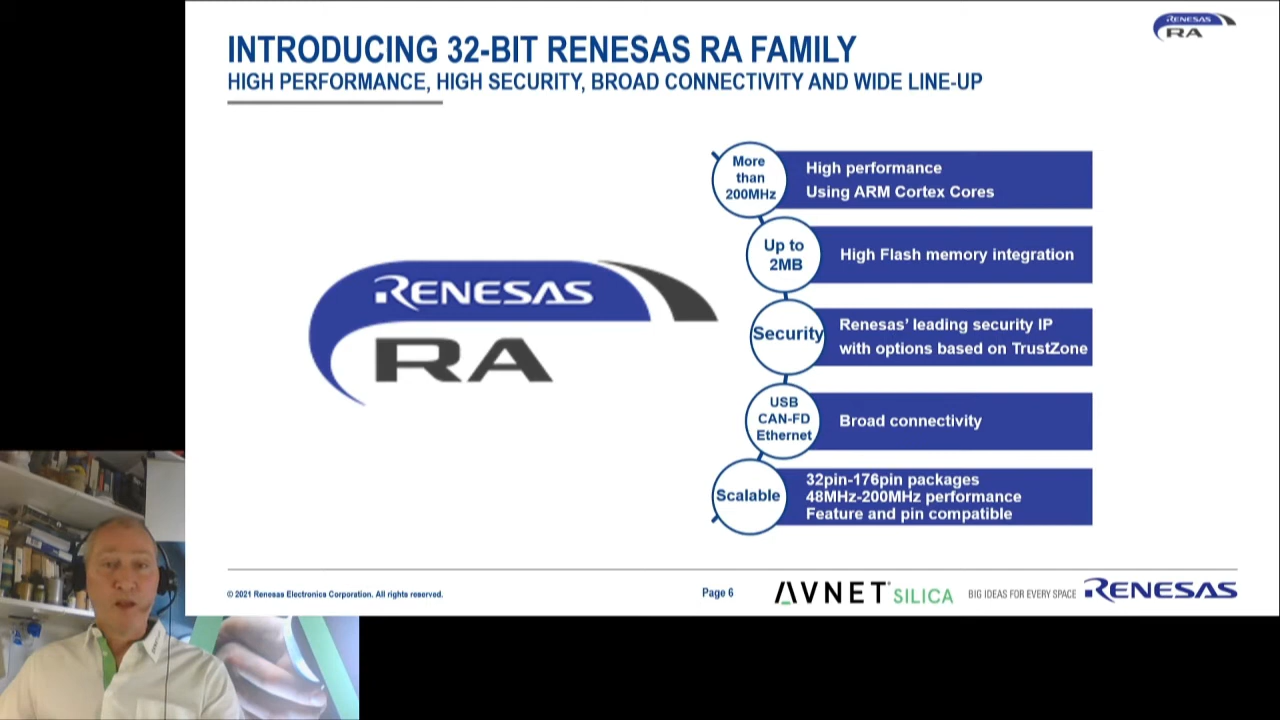 RENESAS
RA
INTRODUCING 32-BIT RENESAS RA FAMILY
HIGH PERFORMANCE, HIGH SECURITY, BROAD CONNECTIVITY AND WIDE LINE-UP
More
than
200MHz
High performance
Using ARM Cortex Cores
Up to
2MB
High Flash memory integration
RENESAS
RA
Security
Renesas’ leading security IP
with options based on TrustZone
USB
CAN-FD
Ethernet
Broad connectivity
Scalable
32pin-176pin packages
48MHz-200MHz performance
Feature and pin compatible
© 2021 Renesas Electronics Corporation. All rights reserved.
Page 6
AVNET SILICA
BIG IDEAS FOR EVERY SPACE
RENESAS